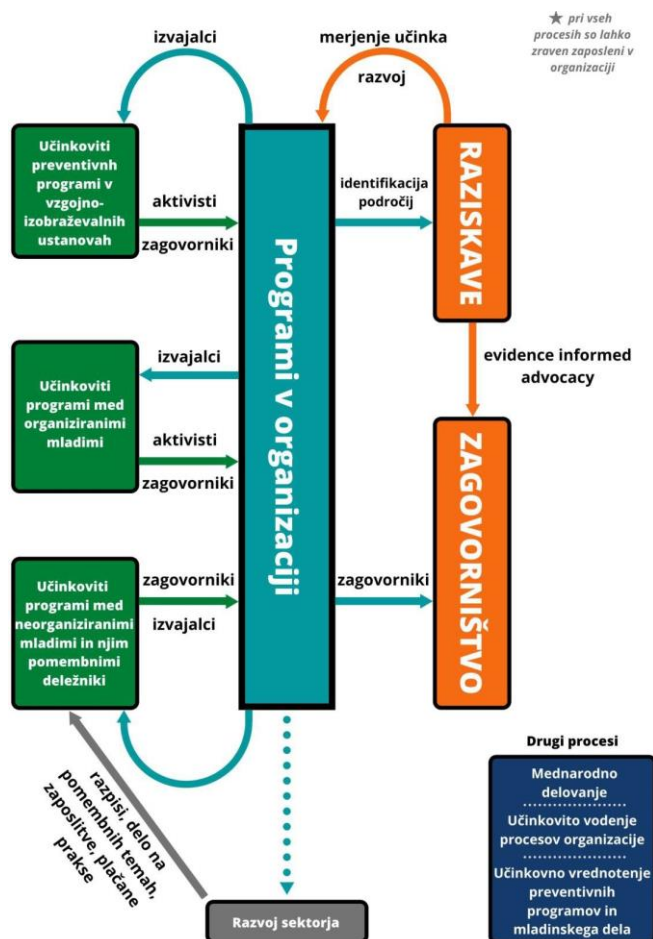 izvajalci
merjenje učinka
razvoj
★ pri vseh
procesih so lahko
zraven zaposleni v
organizaciji
Učinkoviti
preventivnh
programi v
vzgojno-
izobraževalnih
ustanovah
aktivisti
zagovorniki
Programi v organizaciji
identifikacija
področij
RAZISKAVE
Učinkoviti
programi med
organiziranimi
mladimi
izvajalci
aktivisti
zagovorniki
evidence informed
advocacy
ZAGOVORNIŠTVO
Učinkoviti
programi med
neorganiziranimi
mladimi in njim
pomembnimi
deležniki
zagovorniki
izvajalci
zagovorniki
razpisi, delo na
pomembnih temah,
zaposlitve, plačane
prakse
Razvoj sektorja
Drugi procesi
Mednarodno
delovanje
Učinkovito vodenje
procesov organizacije
Učinkovno vrednotenje
preventivnih
programov in
mladinskega dela